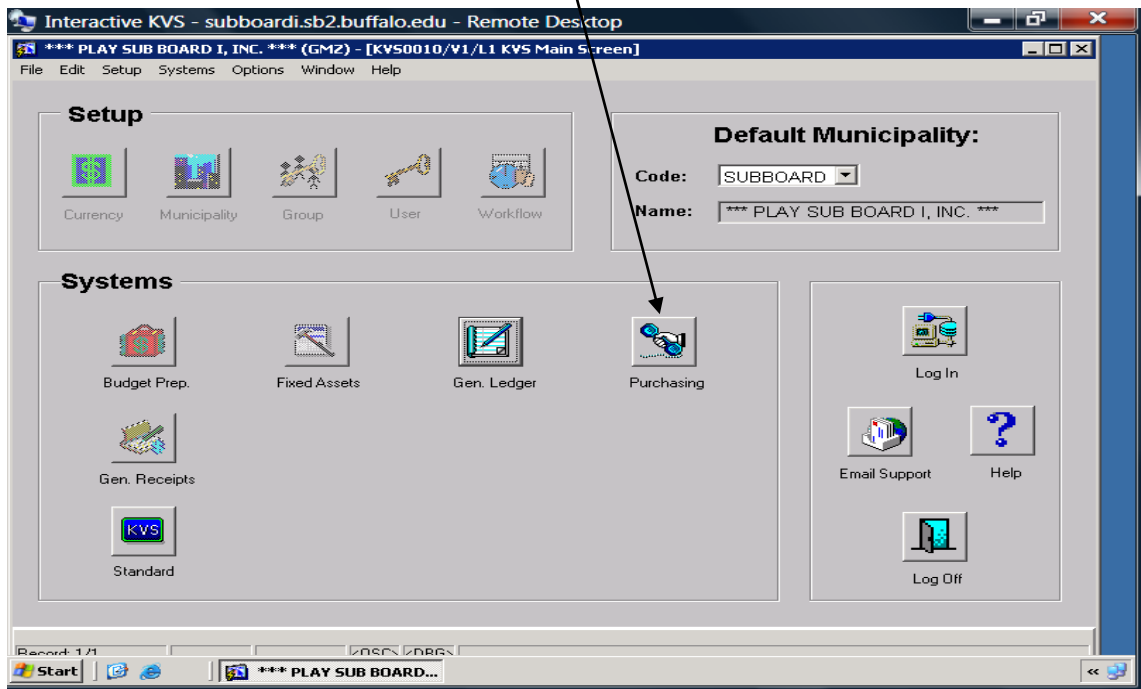 Interactive KVS - subboardi.sb2.buffalo.edu - Remote Desktop
*** PLAY SUB BOARD I, INC. *** (GM2) - [KVS0010/V1/L1 KVS Main Screen]
File Edit Setup Systems Options Window Help
Setup
Currency Municipality Group User Workflow
Default Municipality:
Code: SUBBOARD
Name: *** PLAY SUB BOARD I, INC. ***
Systems
Budget Prep. Fixed Assets Gen. Ledger Purchasing
Gen. Receipts
KVS
Standard
Log In
Email Support Help
Log Off
Record: 1/1 <OSC> <DBG>
Start *** PLAY SUB BOARD...